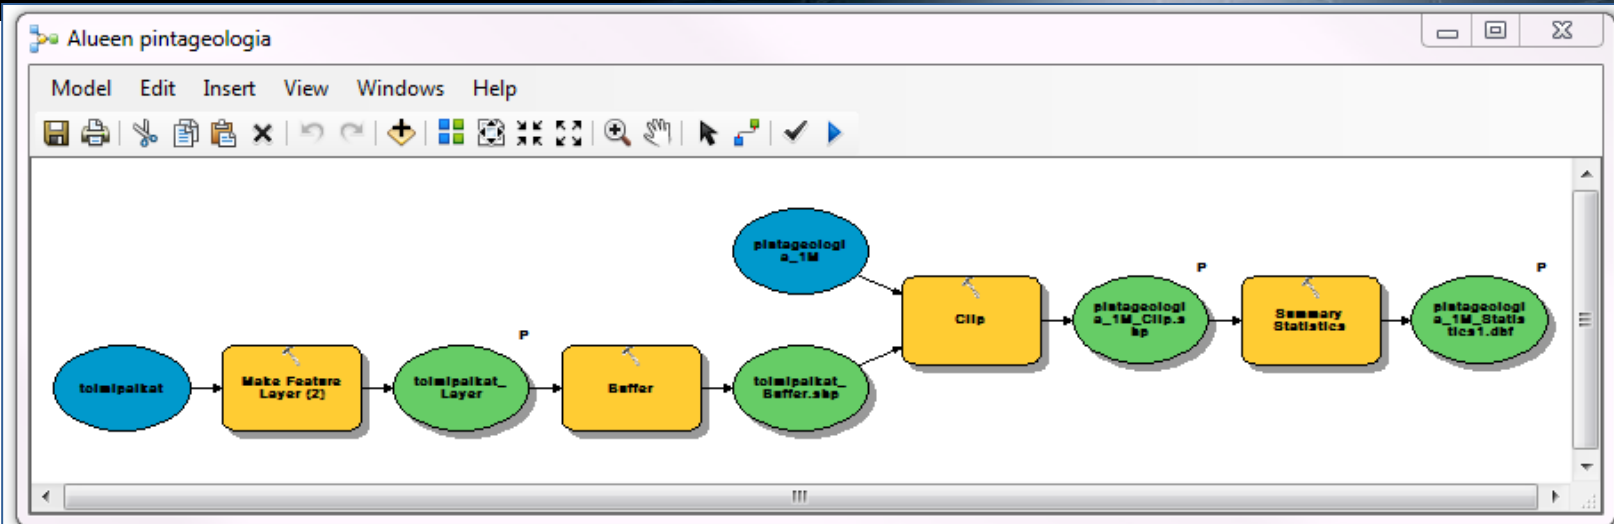 Alueen pintageologia
Model Edit Insert View Windows Help
pintageologi
a_1M
Clip
P
pintageologi
a_1M_Clip.s
hp
Summary
Statistics
P
pintageologi
a_1M_Statis
tics1.dbf
toimipaikat
Make Feature
Layer (2)
P
toimipaikat_
Layer
Buffer
toimipaikat_
Buffer.shp